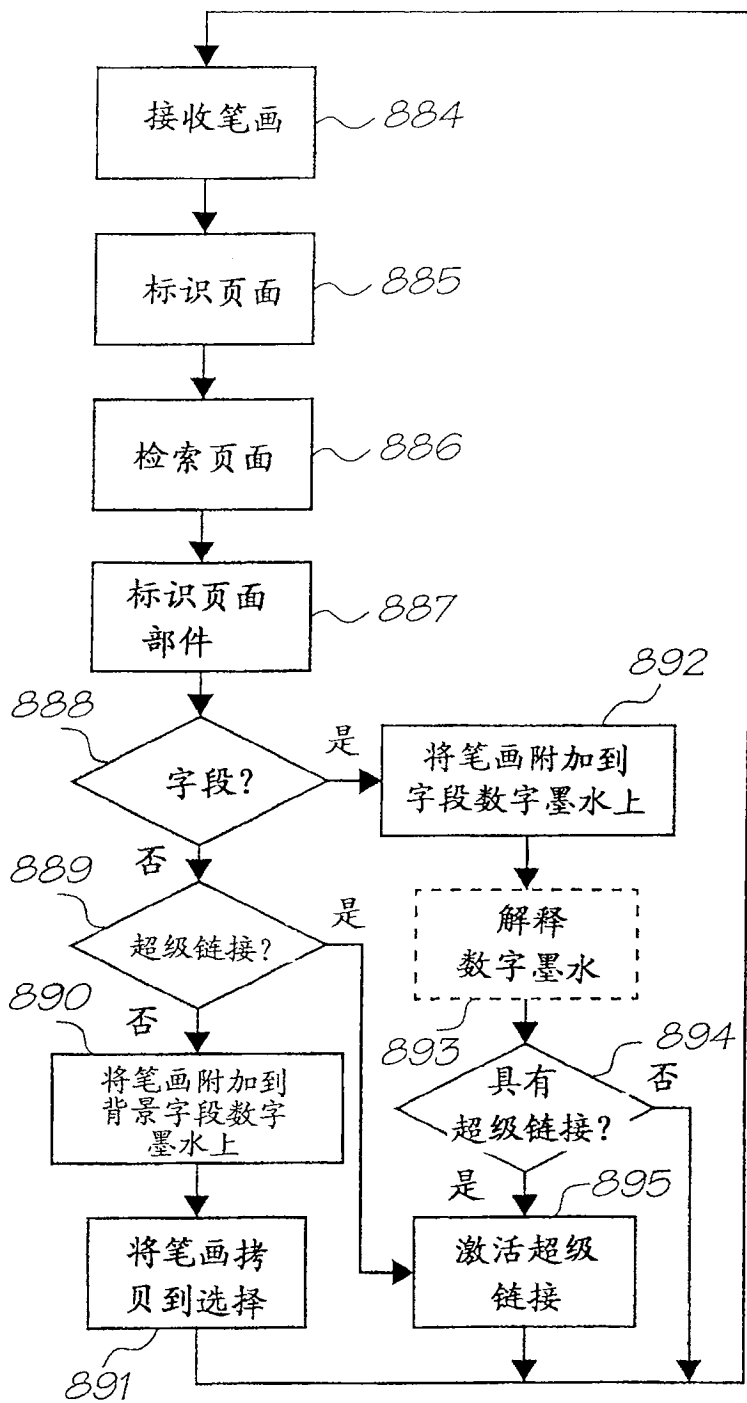 接收笔画
884
标识页面
885
检索页面
886
标识页面
部件
887
888
字段?
是
892
将笔画附加到
字段数字墨水上
否
889
超级链接?
是
解释
数字墨水
893
890
否
将笔画附加到
背景字段数字
墨水上
894
具有
超级链接?
否
是
895
将笔画拷
贝到选择
891
激活超级
链接